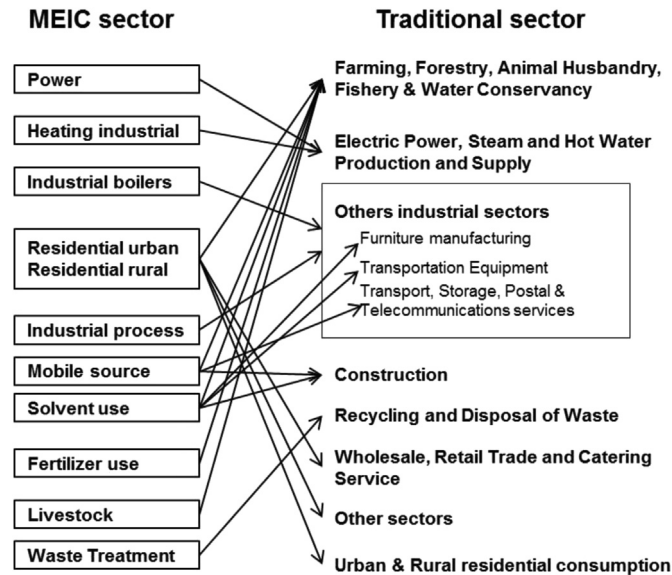 MEIC sector
Traditional sector
Power
Heating industrial
Industrial boilers
Residential urban
Residential rural
Industrial process
Mobile source
Solvent use
Fertilizer use
Livestock
Waste Treatment
Farming, Forestry, Animal Husbandry,
Fishery & Water Conservancy
Electric Power, Steam and Hot Water
Production and Supply
Others industrial sectors
Furniture manufacturing
Transportation Equipment
Transport, Storage, Postal &
Telecommunications services
Construction
Recycling and Disposal of Waste
Wholesale, Retail Trade and Catering
Service
Other sectors
Urban & Rural residential consumption